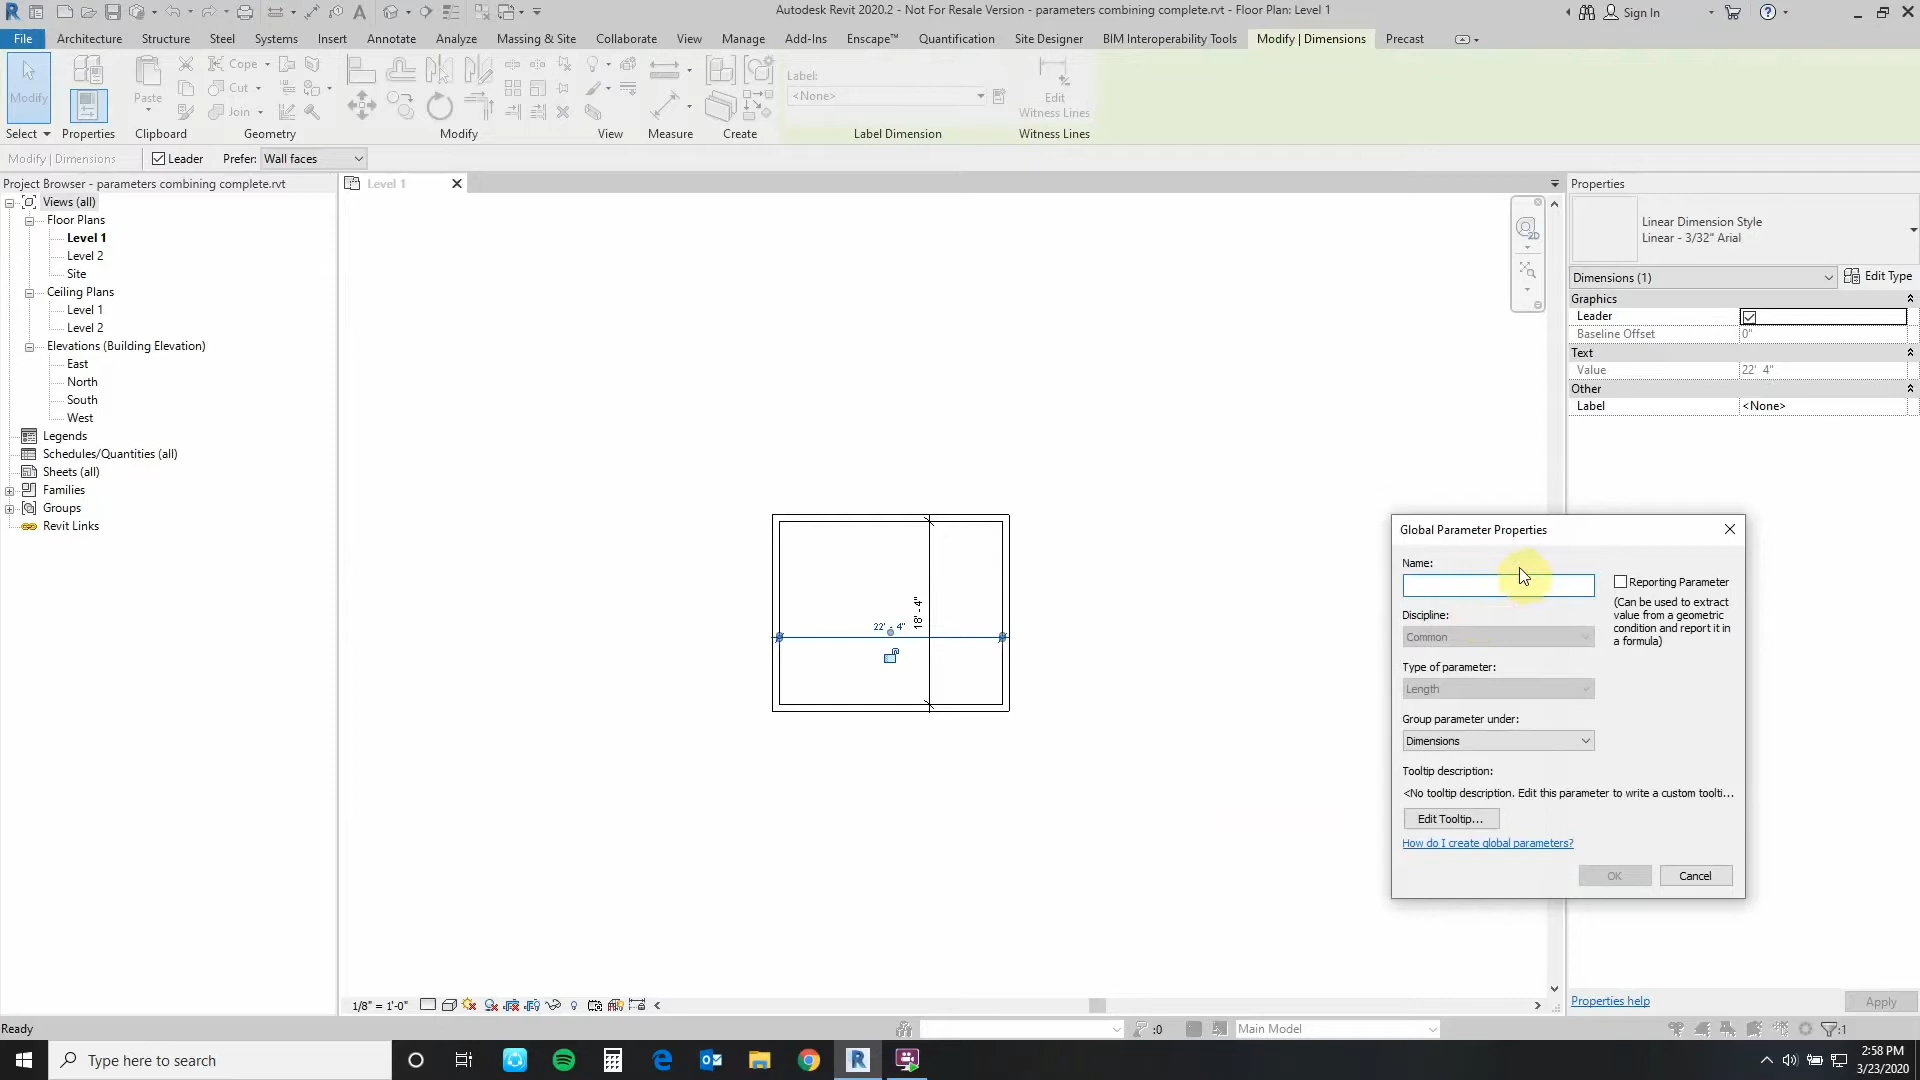 Autodesk Revit 2020.2 - Not For Resale Version - parameters combining complete.rvt - Floor Plan: Level 1
Sign In
File Architecture Structure Steel Systems Insert Annotate Analyze Massing & Site Collaborate View Manage Add-Ins Enscape™ Quantification Site Designer BIM Interoperability Tools Modify | Dimensions Precast
Modify
Paste
Cope
Cut
Join
Label:
<None>
Edit
Witness Lines
Select Properties Clipboard Geometry Modify View Measure Create Label Dimension Witness Lines
Modify | Dimensions Leader Prefer: Wall faces
Project Browser - parameters combining complete.rvt
Views (all)
Floor Plans
Level 1
Level 2
Site
Ceiling Plans
Level 1
Level 2
Elevations (Building Elevation)
East
North
South
West
Legends
Schedules/Quantities (all)
Sheets (all)
Families
Groups
Revit Links
Level 1
2D
22' - 4"
18' - 4"
1/8" = 1'-0"
Properties
Linear Dimension Style
Linear - 3/32" Arial
Dimensions (1)
Edit Type
Graphics
Leader
Baseline Offset 0"
Text
Value 22' 4"
Other
Label <None>
Global Parameter Properties
Name:
Reporting Parameter
(Can be used to extract
value from a geometric
condition and report it in
a formula)
Discipline:
Common
Type of parameter:
Length
Group parameter under:
Dimensions
Tooltip description:
<No tooltip description. Edit this parameter to write a custom toolti...
Edit Tooltip...
How do I create global parameters?
OK Cancel
Properties help Apply
Ready
:0
Main Model
:1
Type here to search
2:58 PM
3/23/2020